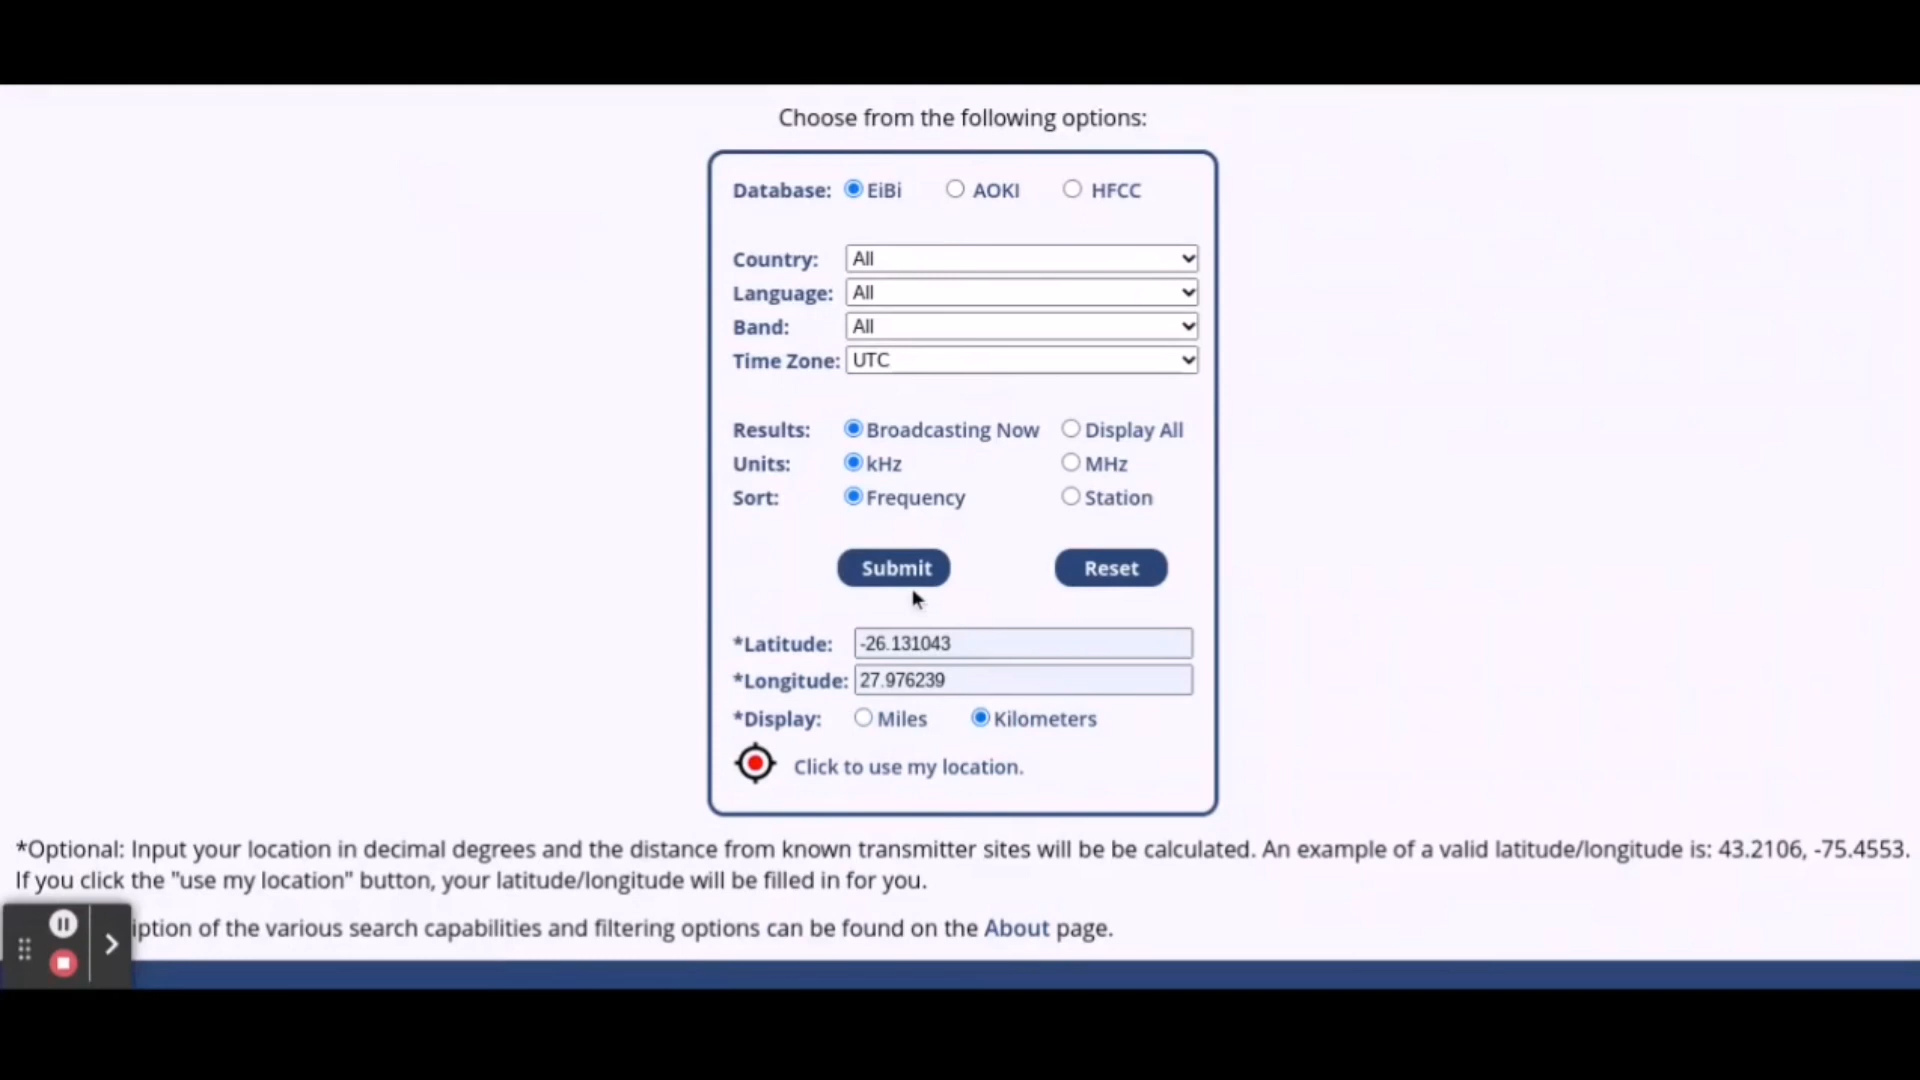 Choose from the following options:
Database: EiBi AOKI HFCC
Country: All
Language: All
Band: All
Time Zone: UTC
Results: Broadcasting Now Display All
Units: kHz MHz
Sort: Frequency Station
Submit Reset
*Latitude: -26.131043
*Longitude: 27.976239
*Display: Miles Kilometers
Click to use my location.
*Optional: Input your location in decimal degrees and the distance from known transmitter sites will be be calculated. An example of a valid latitude/longitude is: 43.2106, -75.4553.
If you click the "use my location" button, your latitude/longitude will be filled in for you.
of the various search capabilities and filtering options can be found on the About page.